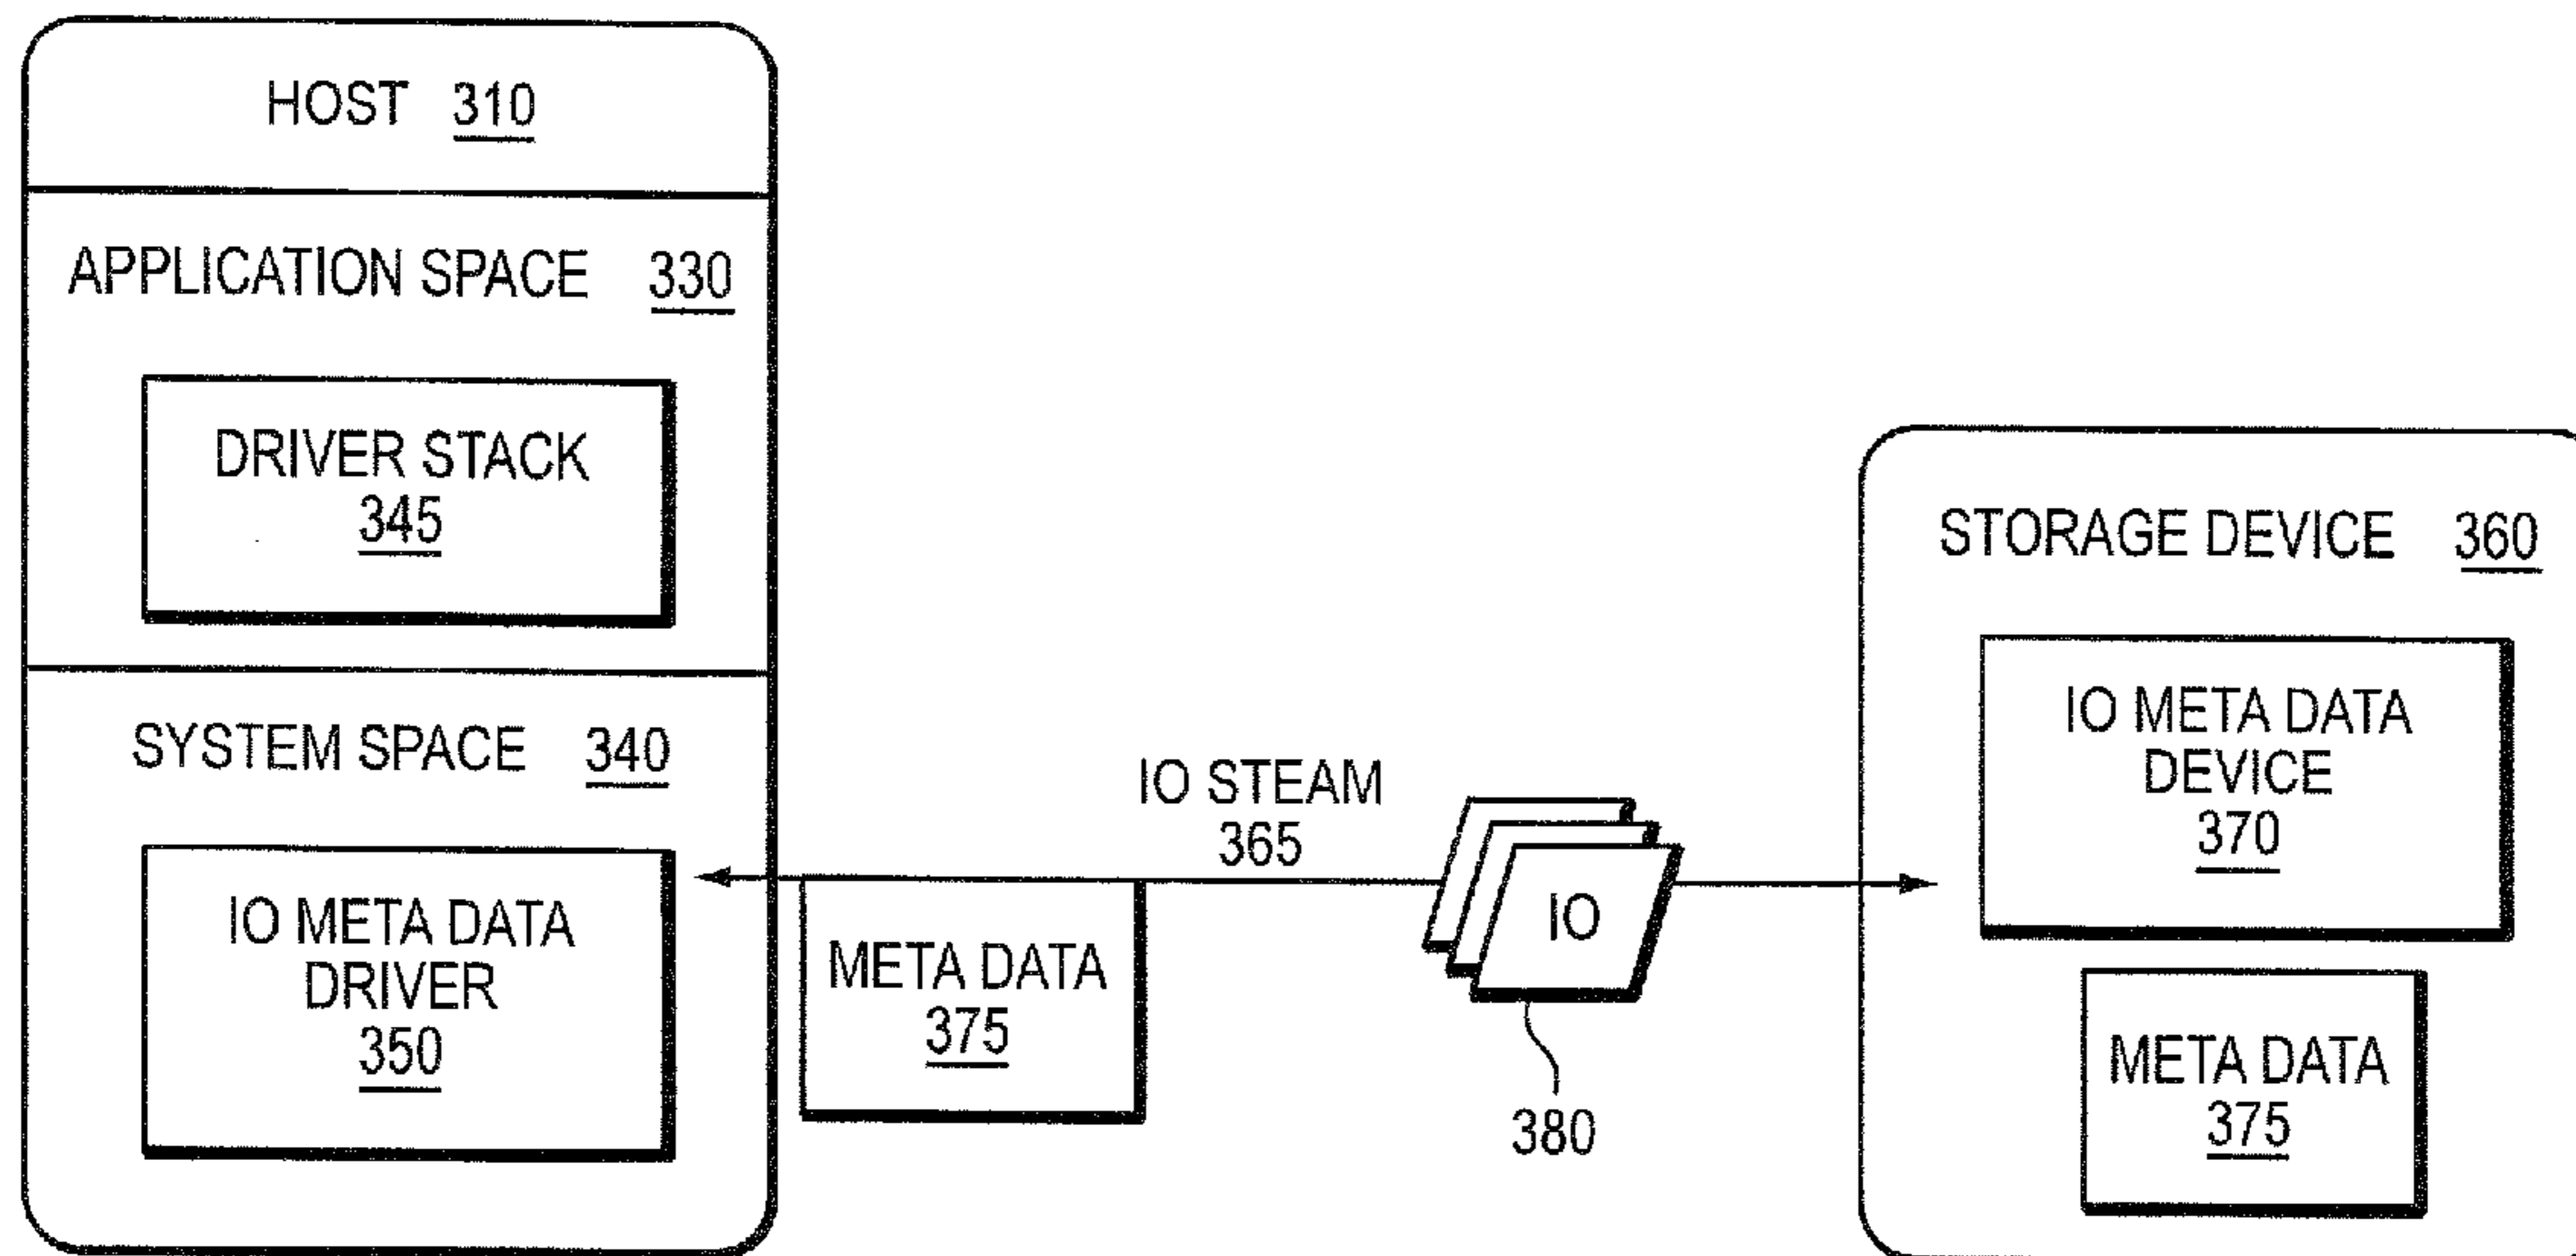 HOST 310
APPLICATION SPACE 330
DRIVER STACK
345
SYSTEM SPACE 340
IO META DATA
DRIVER
350
IO STEAM
365
META DATA
375
IO
380
STORAGE DEVICE 360
IO META DATA
DEVICE
370
META DATA
375